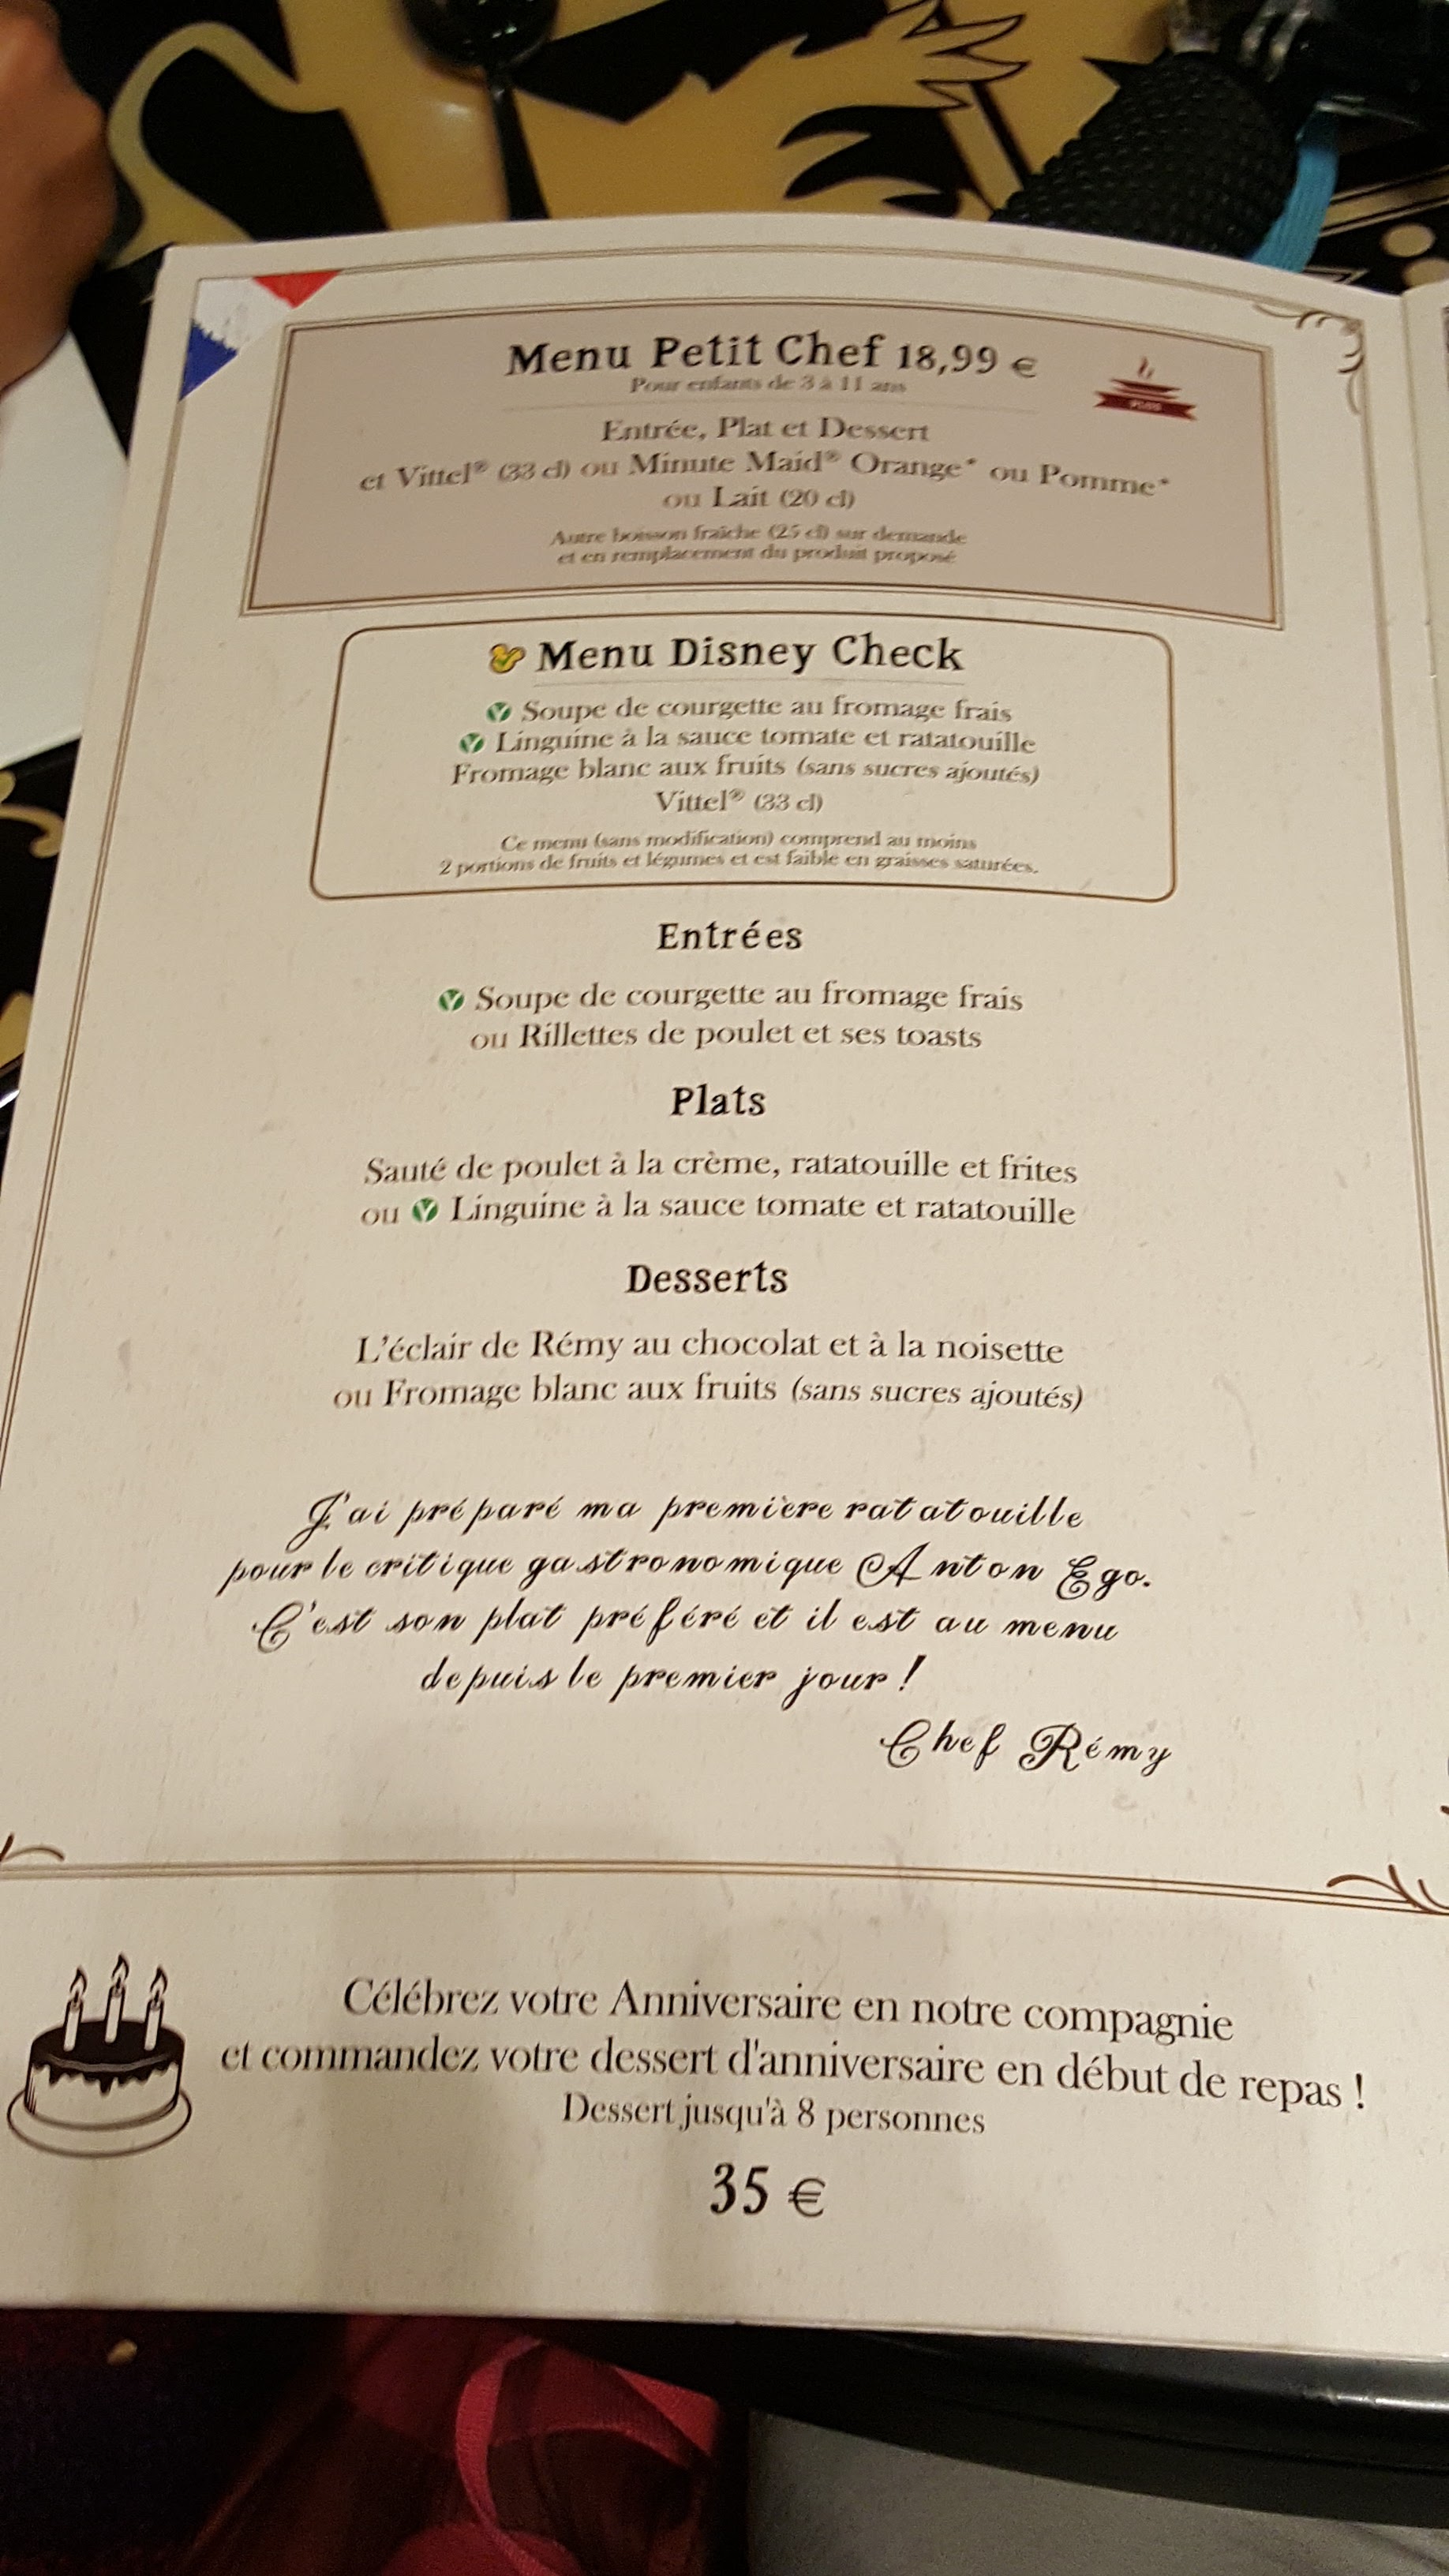 Menu Petit Chef 18,99 €
Pour enfants de 3 à 11 ans
Entrée, Plat et Dessert
et Vittel® (33 cl) ou Minute Maid® Orange* ou Pomme*
ou Lait (20 cl)
Autre boisson fraîche (25 cl) sur demande
et en remplacement du produit proposé
Menu Disney Check
Soupe de courgette au fromage frais
Linguine à la sauce tomate et ratatouille
Fromage blanc aux fruits (sans sucres ajoutés)
Vittel® (33 cl)
Ce menu (sans modification) comprend au moins
2 portions de fruits et légumes et est faible en graisses saturées.
Entrées
Soupe de courgette au fromage frais
ou Rillettes de poulet et ses toasts
Plats
Sauté de poulet à la crème, ratatouille et frites
ou Linguine à la sauce tomate et ratatouille
Desserts
L'éclair de Rémy au chocolat et à la noisette
ou Fromage blanc aux fruits (sans sucres ajoutés)
J'ai préparé ma première ratatouille
pour le critique gastronomique Anton Ego.
C'est son plat préféré et il est au menu
depuis le premier jour !
Chef Rémy
Célébrez votre Anniversaire en notre compagnie
et commandez votre dessert d'anniversaire en début de repas !
Dessert jusqu'à 8 personnes
35 €